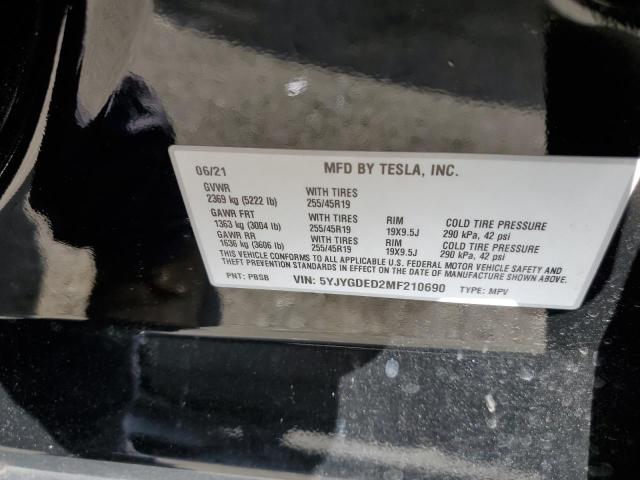 06/21 MFD BY TESLA, INC.
GVWR WITH TIRES
2369 kg (5222 lb) 255/45R19
GAWR FRT WITH TIRES RIM COLD TIRE PRESSURE
1363 kg (3004 lb) 255/45R19 19X9.5J 290 kPa, 42 psi
GAWR RR WITH TIRES RIM COLD TIRE PRESSURE
1636 kg (3606 lb) 255/45R19 19X9.5J 290 kPa, 42 psi
THIS VEHICLE CONFORMS TO ALL APPLICABLE U.S. FEDERAL MOTOR VEHICLE SAFETY AND
THEFT PREVENTION STANDARDS IN EFFECT ON THE DATE OF MANUFACTURE SHOWN ABOVE.
PNT: PBSB VIN: 5YJYGDED2MF210690 TYPE: MPV